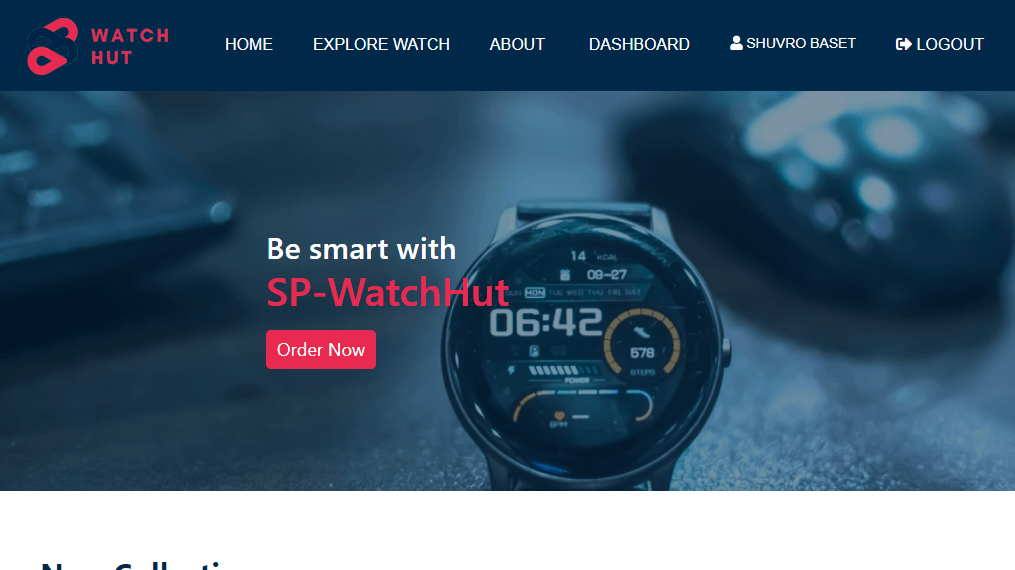 WATCH
HUT
HOME
EXPLORE WATCH
ABOUT
DASHBOARD
SHUVRO BASET
LOGOUT
Be smart with
SP-WatchHut
Order Now
14 KCAL
09-27
SUN MON TUE WED THU FRI SAT
06:42
578
STEPS
POWER
BPM